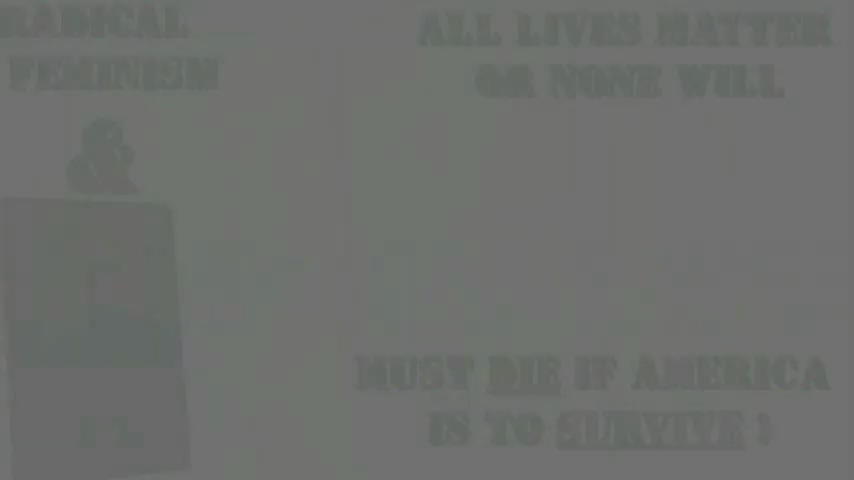 RADICAL
FEMINISM
&
ALL LIVES MATTER
OR NONE WILL
MUST DIE IF AMERICA
IS TO SURVIVE